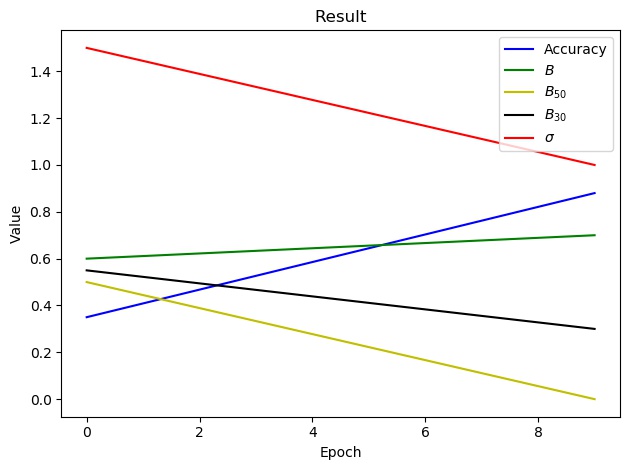 Result
Value
1.4
1.2
1.0
0.8
0.6
0.4
0.2
0.0
Accuracy
B
B₅₀
B₃₀
σ
0 2 4 6 8
Epoch